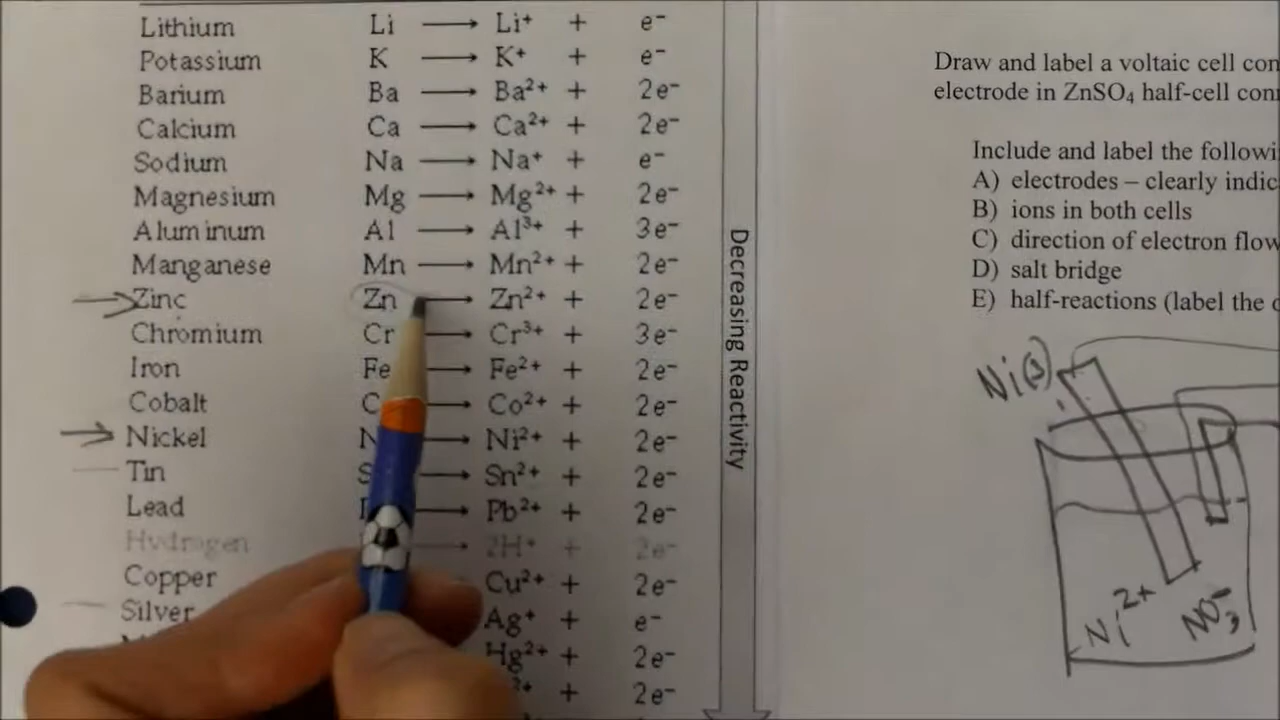 Lithium Li → Li⁺ + e⁻
Potassium K → K⁺ + e⁻
Barium Ba → Ba²⁺ + 2e⁻
Calcium Ca → Ca²⁺ + 2e⁻
Sodium Na → Na⁺ + e⁻
Magnesium Mg → Mg²⁺ + 2e⁻
Aluminum Al → Al³⁺ + 3e⁻
Manganese Mn → Mn²⁺ + 2e⁻
Zinc Zn → Zn²⁺ + 2e⁻
Chromium Cr → Cr³⁺ + 3e⁻
Iron Fe → Fe²⁺ + 2e⁻
Cobalt C → Co²⁺ + 2e⁻
Nickel N → Ni²⁺ + 2e⁻
Tin S → Sn²⁺ + 2e⁻
Lead → Pb²⁺ + 2e⁻
Hydrogen → 2H⁺ + 2e⁻
Copper Cu²⁺ + 2e⁻
Silver Ag⁺ + e⁻
Hg²⁺ + 2e⁻
2+ + 2e⁻
Decreasing Reactivity
Draw and label a voltaic cell con
electrode in ZnSO₄ half-cell con
Include and label the followi
A) electrodes – clearly indic
B) ions in both cells
C) direction of electron flow
D) salt bridge
E) half-reactions (label the
Ni(s)
Ni²⁺ NO₃⁻